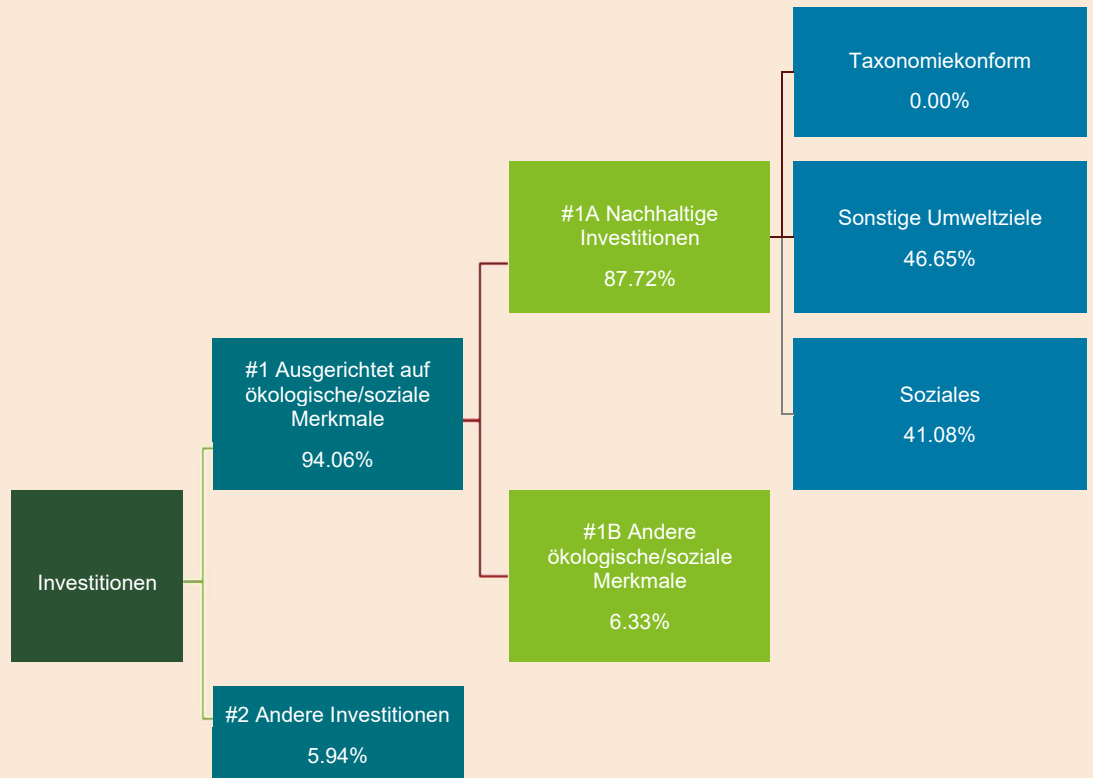 Taxonomiekonform
0.00%
#1A Nachhaltige
Investitionen
87.72%
Sonstige Umweltziele
46.65%
#1 Ausgerichtet auf
ökologische/soziale
Merkmale
94.06%
Soziales
41.08%
Investitionen
#1B Andere
ökologische/soziale
Merkmale
6.33%
#2 Andere Investitionen
5.94%